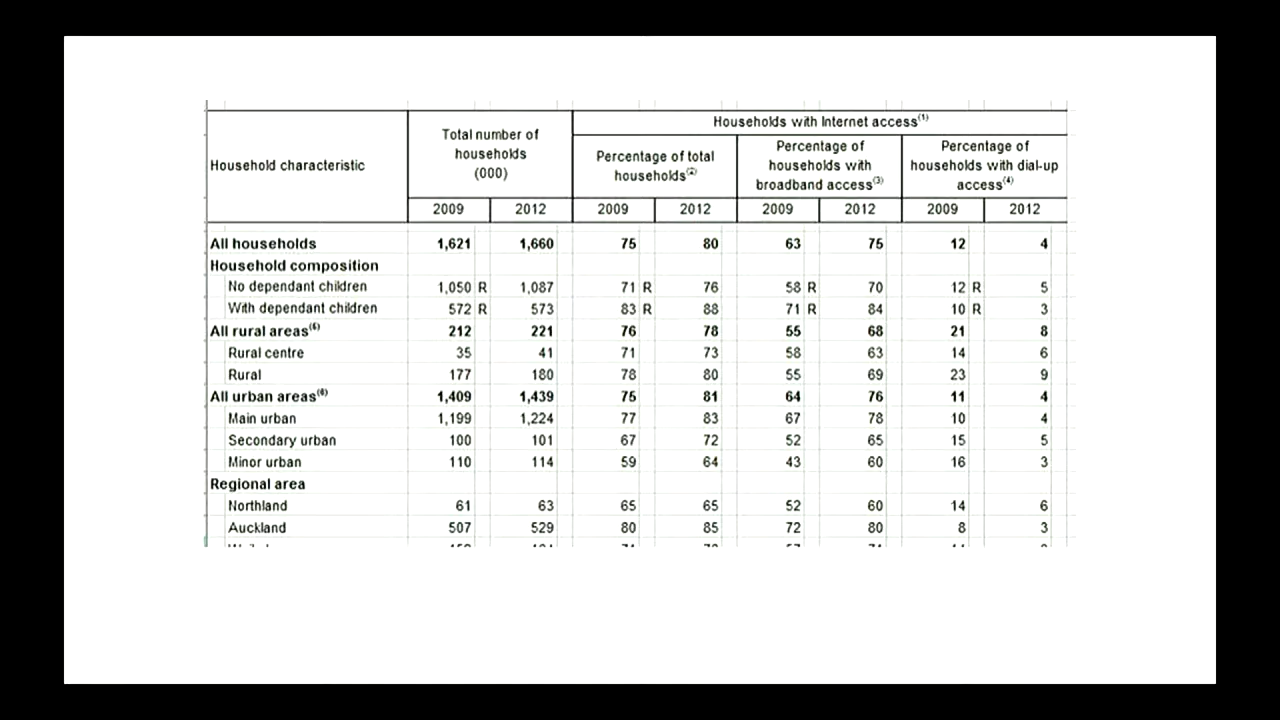 Households with Internet access(1)
Household characteristic
Total number of
households
(000)
Percentage of total
households(2)
Percentage of
households with
broadband access(3)
Percentage of
households with dial-up
access(4)
2009 2012 2009 2012 2009 2012 2009 2012
All households 1,621 1,660 75 80 63 75 12 4
Household composition
No dependant children 1,050 R 1,087 71 R 76 58 R 70 12 R 5
With dependant children 572 R 573 83 R 88 71 R 84 10 R 3
All rural areas 212 221 76 78 55 68 21 8
Rural centre 35 41 71 73 58 63 14 6
Rural 177 180 78 80 55 69 23 9
All urban areas 1,409 1,439 75 81 64 76 11 4
Main urban 1,199 1,224 77 83 67 78 10 4
Secondary urban 100 101 67 72 52 65 15 5
Minor urban 110 114 59 64 43 60 16 3
Regional area
Northland 61 63 65 65 52 60 14 6
Auckland 507 529 80 85 72 80 8 3